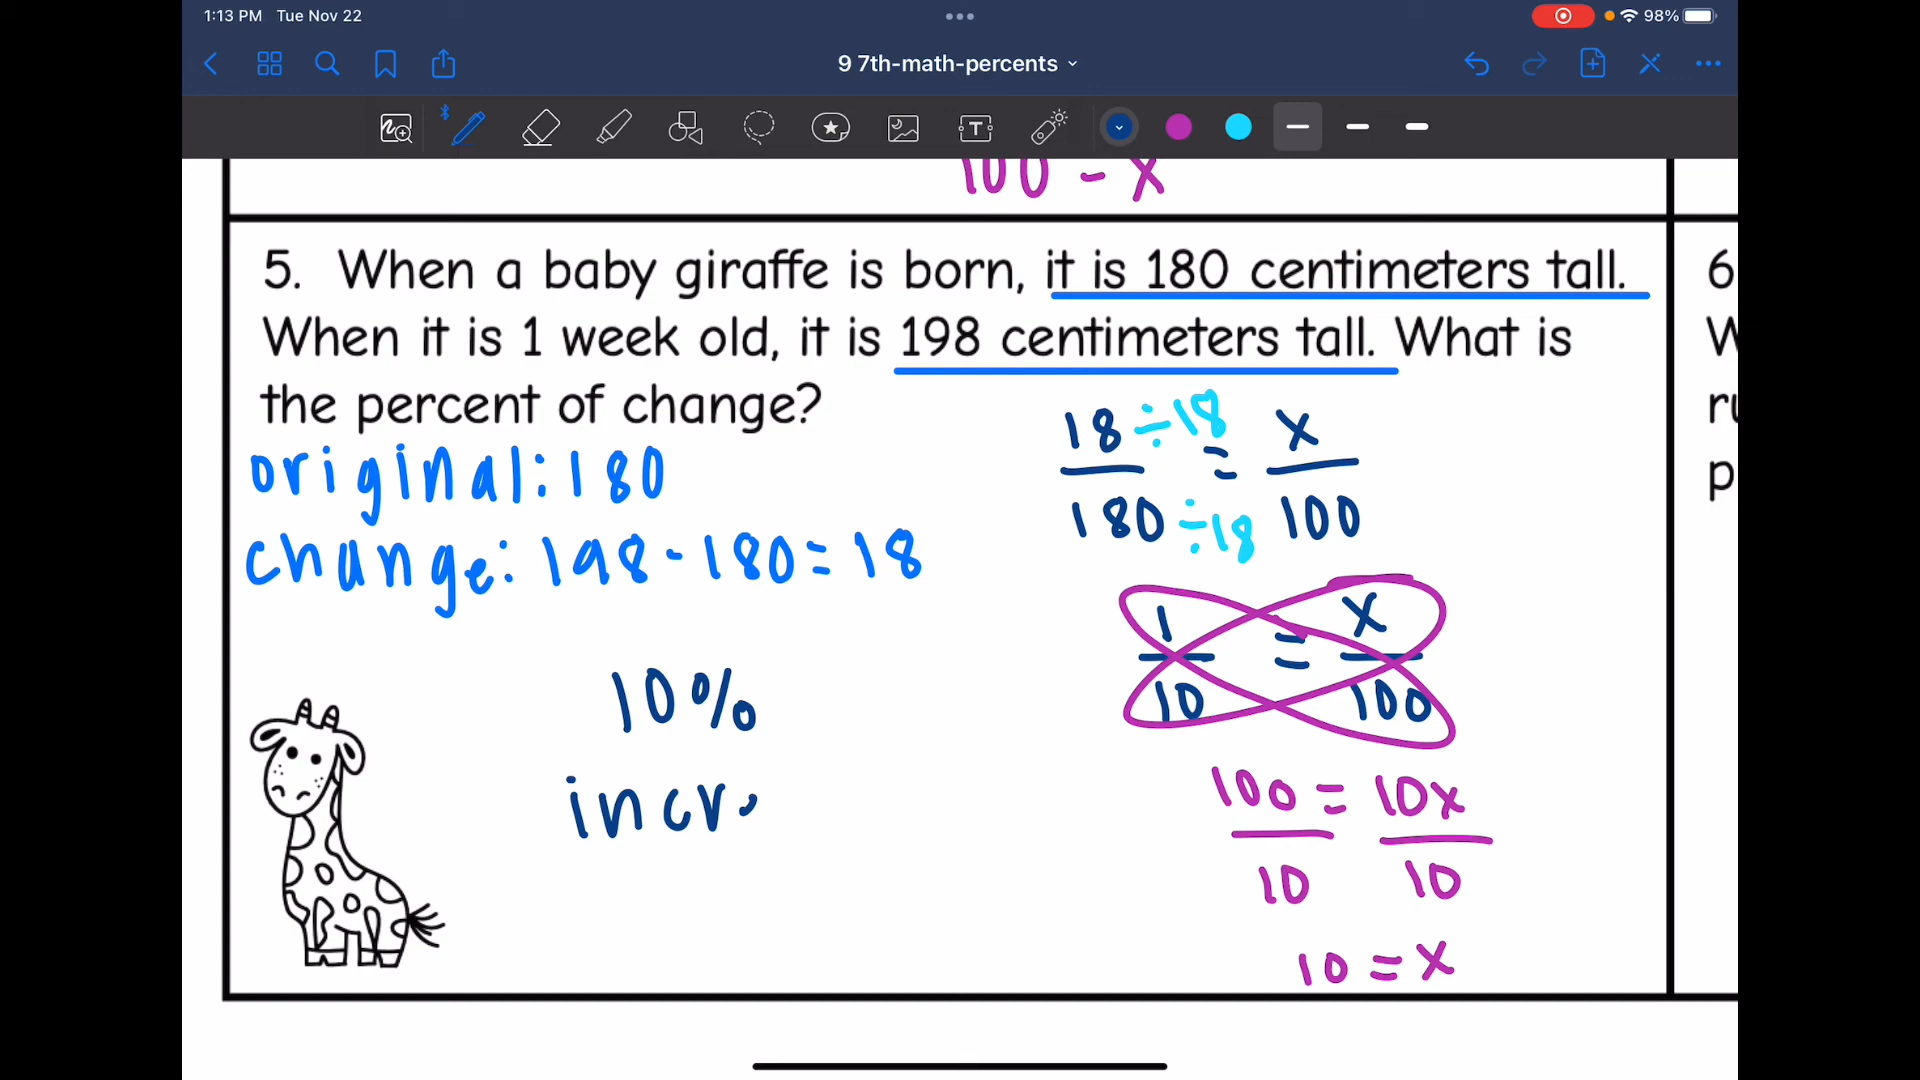 1:13 PM Tue Nov 22
98%
9 7th-math-percents
T
100 - x
5. When a baby giraffe is born, it is 180 centimeters tall.
When it is 1 week old, it is 198 centimeters tall. What is
the percent of change?
original: 180
change: 198 - 180 = 18
18 ÷18 = x
180 ÷18 100
1 = x
10 100
10%
incr
100 = 10x
10 10
10 = x
6
W
p